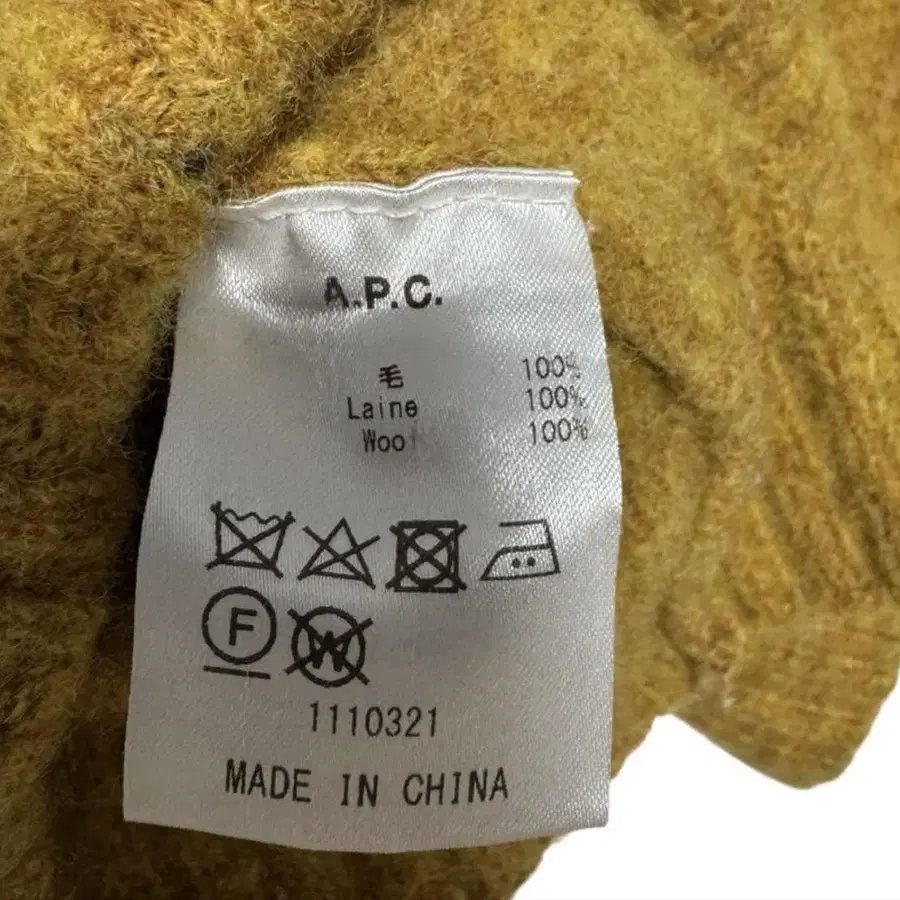 A.P.C.
毛 100%
Laine 100%
Wool 100%
F
W
1110321
MADE IN CHINA